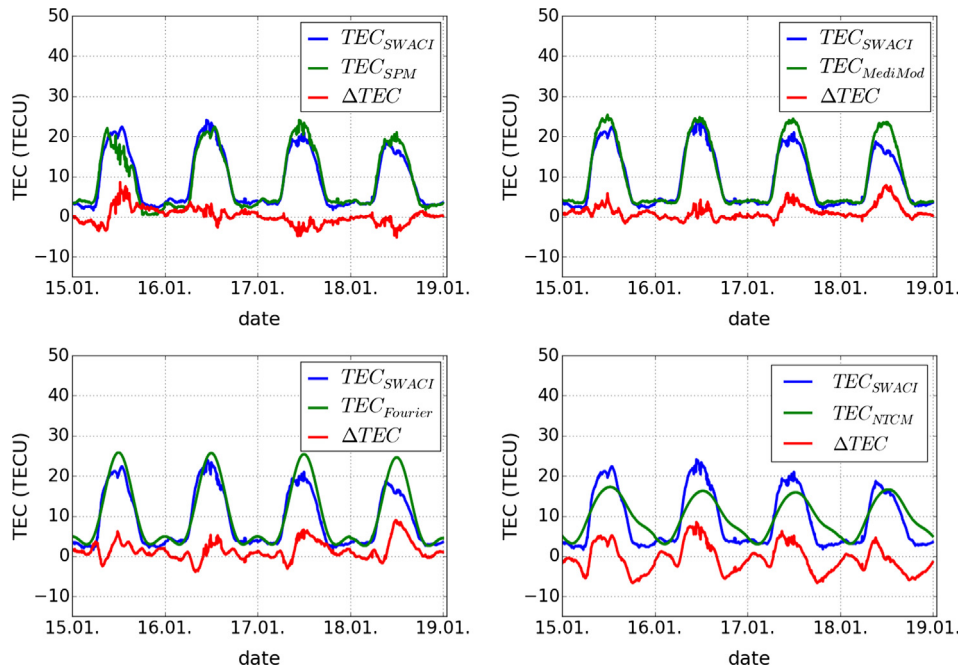 50
40
30
20
10
0
−10
TEC (TECU)
TEC_SWACI
TEC_SPM
ΔTEC
15.01. 16.01. 17.01. 18.01. 19.01.
date
50
40
30
20
10
0
−10
TEC (TECU)
TEC_SWACI
TEC_MediMod
ΔTEC
15.01. 16.01. 17.01. 18.01. 19.01.
date
50
40
30
20
10
0
−10
TEC (TECU)
TEC_SWACI
TEC_Fourier
ΔTEC
15.01. 16.01. 17.01. 18.01. 19.01.
date
50
40
30
20
10
0
−10
TEC (TECU)
TEC_SWACI
TEC_NTCM
ΔTEC
15.01. 16.01. 17.01. 18.01. 19.01.
date